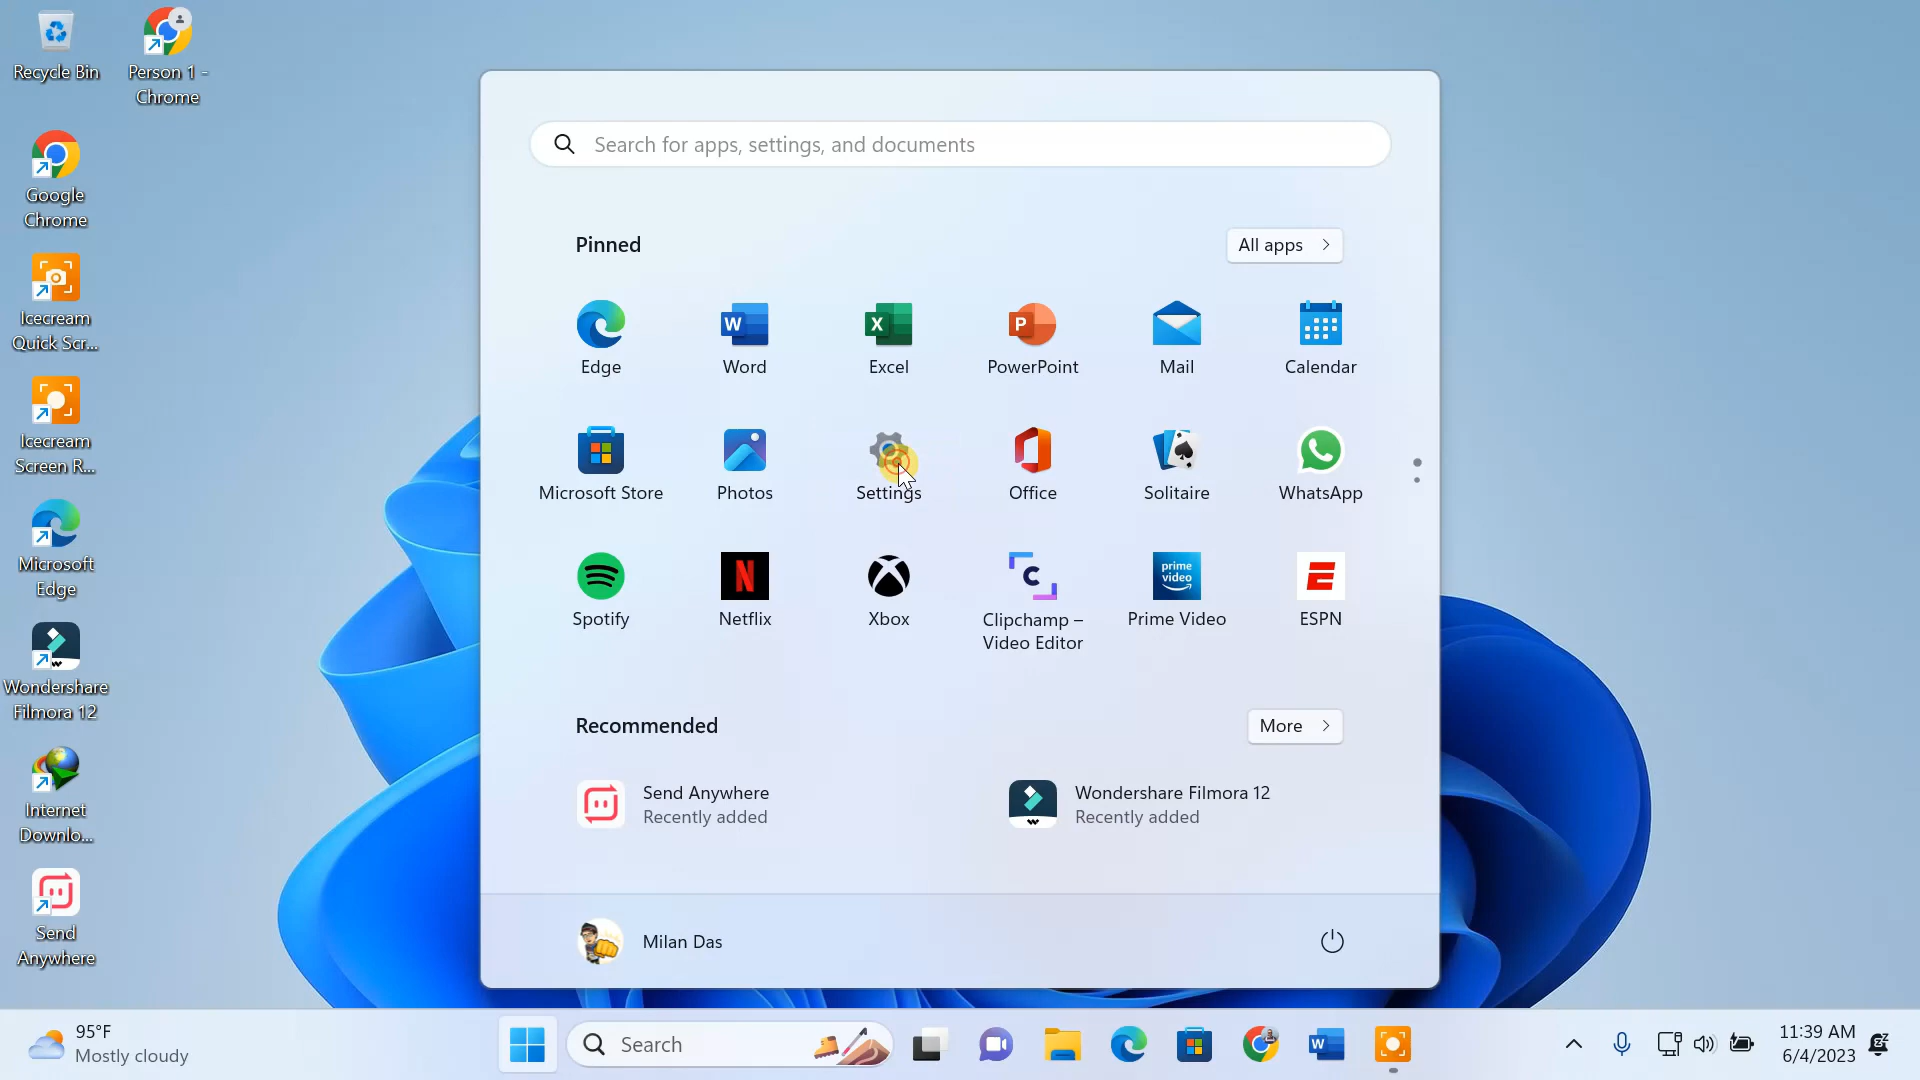 Recycle Bin
Person 1 -
Chrome
Google
Chrome
Icecream
Quick Scr...
Icecream
Screen R...
Microsoft
Edge
Wondershare
Filmora 12
Internet
Downlo...
Send
Anywhere
Search for apps, settings, and documents
Pinned
All apps
Edge
Word
Excel
PowerPoint
Mail
Calendar
Microsoft Store
Photos
Settings
Office
Solitaire
WhatsApp
prime
video
Spotify
Netflix
Xbox
Clipchamp –
Video Editor
Prime Video
ESPN
Recommended
More
Send Anywhere
Recently added
Wondershare Filmora 12
Recently added
Milan Das
95°F
Mostly cloudy
Search
11:39 AM
6/4/2023